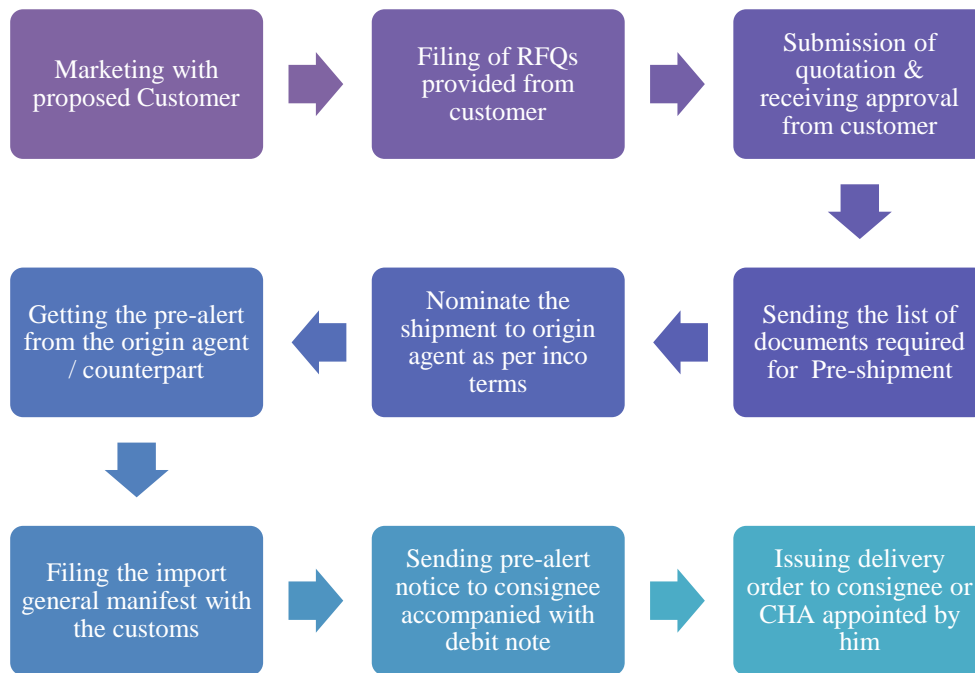 Marketing with
proposed Customer
Filing of RFQs
provided from
customer
Submission of
quotation &
receiving approval
from customer
Sending the list of
documents required
for Pre-shipment
Nominate the
shipment to origin
agent as per inco
terms
Getting the pre-alert
from the origin agent
/ counterpart
Filing the import
general manifest with
the customs
Sending pre-alert
notice to consignee
accompanied with
debit note
Issuing delivery
order to consignee or
CHA appointed by
him